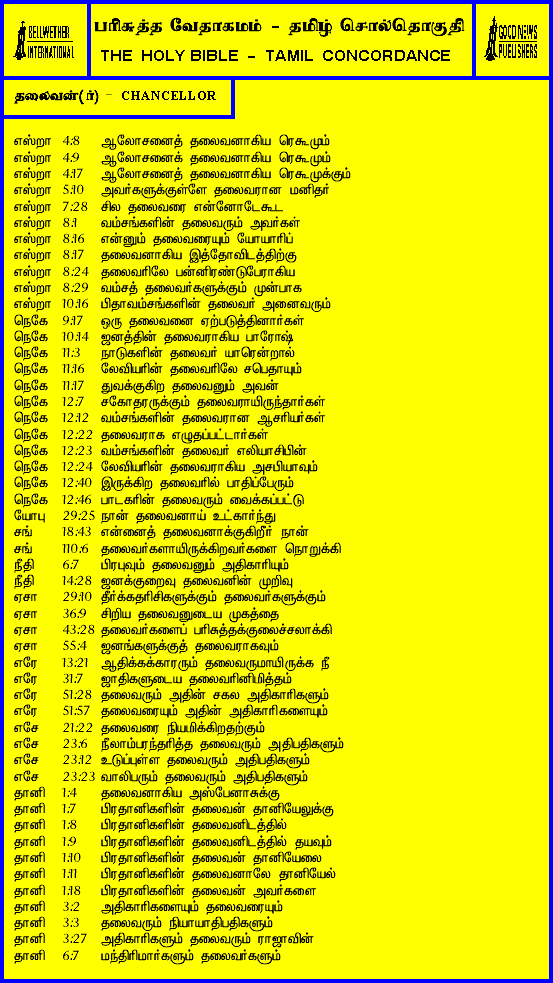 BELLWETHER
INTERNATIONAL
பரிசுத்த வேதாகமம் - தமிழ் சொல்தொகுதி
THE HOLY BIBLE - TAMIL CONCORDANCE
GOOD NEWS
PUBLISHERS
தலைவன்(ர்) - CHANCELLOR
எஸ்றா 4:8 ஆலோசனைத் தலைவனாகிய ரெகூமும்
எஸ்றா 4:9 ஆலோசனைக் தலைவனாகிய ரெகூமும்
எஸ்றா 4:17 ஆலோசனைத் தலைவனாகிய ரெகூமுக்கும்
எஸ்றா 5:10 அவர்களுக்குள்ளே தலைவரான மனிதர்
எஸ்றா 7:28 சில தலைவரை என்னோடேகூட
எஸ்றா 8:1 வம்சங்களின் தலைவரும் அவர்கள்
எஸ்றா 8:16 என்னும் தலைவரையும் யோயாரிப்
எஸ்றா 8:17 தலைவனாகிய இத்தோவிடத்திற்கு
எஸ்றா 8:24 தலைவரிலே பன்னிரண்டுபேராகிய
எஸ்றா 8:29 வம்சத் தலைவர்களுக்கும் முன்பாக
எஸ்றா 10:16 பிதாவம்சங்களின் தலைவர் அனைவரும்
நெகே 9:17 ஒரு தலைவனை ஏற்படுத்தினார்கள்
நெகே 10:14 ஜனத்தின் தலைவராகிய பாரோஷ்
நெகே 11:3 நாடுகளின் தலைவர் யாரென்றால்
நெகே 11:16 லேவியரின் தலைவரிலே சபெதாயும்
நெகே 11:17 துவக்குகிற தலைவனும் அவன்
நெகே 12:7 சகோதரருக்கும் தலைவராயிருந்தார்கள்
நெகே 12:12 வம்சங்களின் தலைவரான ஆசரியர்கள்
நெகே 12:22 தலைவராக எழுதப்பட்டார்கள்
நெகே 12:23 வம்சங்களின் தலைவர் எலியாசிபின்
நெகே 12:24 லேவியரின் தலைவராகிய அசபியாவும்
நெகே 12:40 இருக்கிற தலைவரில் பாதிப்பேரும்
நெகே 12:46 பாடகரின் தலைவரும் வைக்கப்பட்டு
யோபு 29:25 நான் தலைவனாய் உட்கார்ந்து
சங் 18:43 என்னைத் தலைவனாக்குகிறீர் நான்
சங் 110:6 தலைவர்களாயிருக்கிறவர்களை நொறுக்கி
நீதி 6:7 பிரபுவும் தலைவனும் அதிகாரியும்
நீதி 14:28 ஜனக்குறைவு தலைவனின் முறிவு
ஏசா 29:10 தீர்க்கதரிசிகளுக்கும் தலைவர்களுக்கும்
ஏசா 36:9 சிறிய தலைவனுடைய முகத்தை
ஏசா 43:28 தலைவர்களைப் பரிசுத்தக்குலைச்சலாக்கி
ஏசா 55:4 ஜனங்களுக்குத் தலைவராகவும்
எரே 13:21 ஆதிக்கக்காரரும் தலைவருமாயிருக்க நீ
எரே 31:7 ஜாதிகளுடைய தலைவரினிமித்தம்
எரே 51:28 தலைவரும் அதின் சகல அதிகாரிகளும்
எரே 51:57 தலைவரையும் அதின் அதிகாரிகளையும்
எசே 21:22 தலைவரை நியமிக்கிறதற்கும்
எசே 23:6 நீலாம்பரந்தரித்த தலைவரும் அதிபதிகளும்
எசே 23:12 உடுப்புள்ள தலைவரும் அதிபதிகளும்
எசே 23:23 வாலிபரும் தலைவரும் அதிபதிகளும்
தானி 1:4 தலைவனாகிய அஸ்பேனாசுக்கு
தானி 1:7 பிரதானிகளின் தலைவன் தானியேலுக்கு
தானி 1:8 பிரதானிகளின் தலைவனிடத்தில்
தானி 1:9 பிரதானிகளின் தலைவனிடத்தில் தயவும்
தானி 1:10 பிரதானிகளின் தலைவன் தானியேலை
தானி 1:11 பிரதானிகளின் தலைவனாலே தானியேல்
தானி 1:18 பிரதானிகளின் தலைவன் அவர்களை
தானி 3:2 அதிகாரிகளையும் தலைவரையும்
தானி 3:3 தலைவரும் நியாயாதிபதிகளும்
தானி 3:27 அதிகாரிகளும் தலைவரும் ராஜாவின்
தானி 6:7 மந்திரிமார்களும் தலைவர்களும்